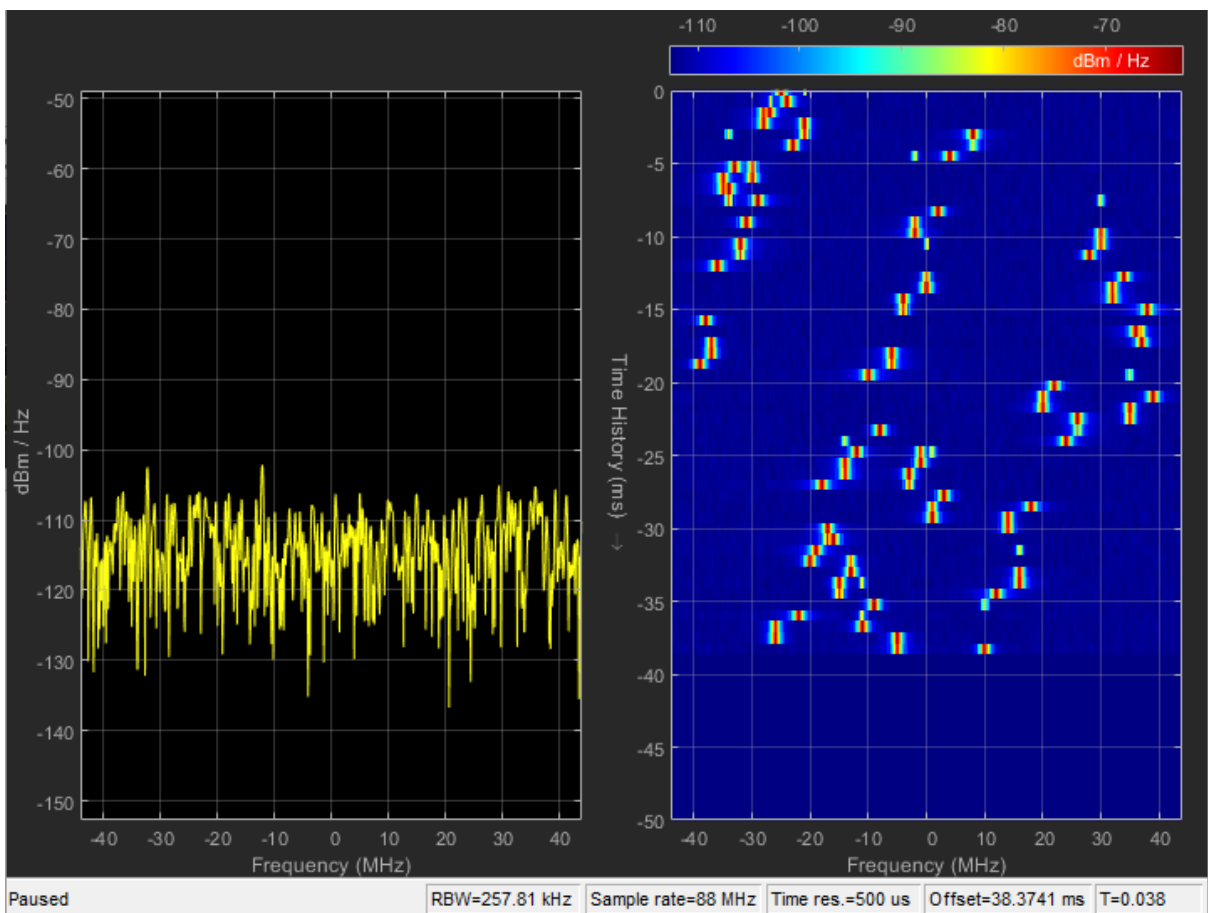 -110 -100 -90 -80 -70
dBm / Hz
-50
-60
-70
-80
-90
-100
-110
-120
-130
-140
-150
dBm / Hz
-40 -30 -20 -10 0 10 20 30 40
Frequency (MHz)
Time History (ms) →
0
-5
-10
-15
-20
-25
-30
-35
-40
-45
-50
-40 -30 -20 -10 0 10 20 30 40
Frequency (MHz)
Paused RBW=257.81 kHz Sample rate=88 MHz Time res.=500 us Offset=38.3741 ms T=0.038